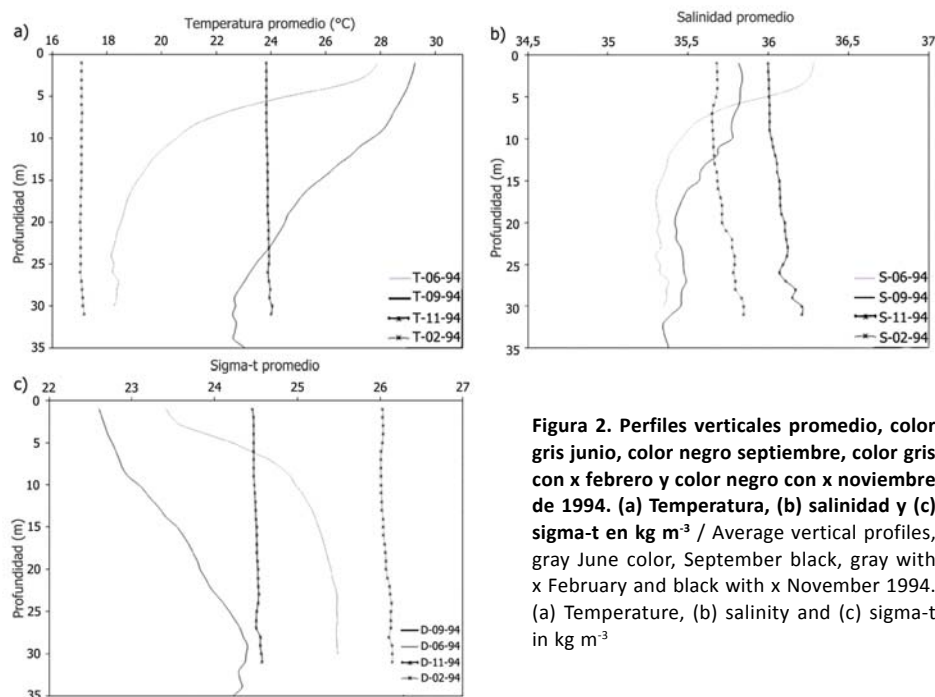 a)
Temperatura promedio (°C)
16 18 20 22 24 26 28 30
0
5
10
15
20
25
30
35
Profundidad (m)
T-06-94
T-09-94
T-11-94
T-02-94
b)
Salinidad promedio
34,5 35 35,5 36 36,5 37
0
5
10
15
20
25
30
35
Profundidad (m)
S-06-94
S-09-94
S-11-94
S-02-94
c)
Sigma-t promedio
22 23 24 25 26 27
0
5
10
15
20
25
30
35
Profundidad (m)
D-09-94
D-06-94
D-11-94
D-02-94
Figura 2. Perfiles verticales promedio, color
gris junio, color negro septiembre, color gris
con x febrero y color negro con x noviembre
de 1994. (a) Temperatura, (b) salinidad y (c)
sigma-t en kg m⁻³ / Average vertical profiles,
gray June color, September black, gray with
x February and black with x November 1994.
(a) Temperature, (b) salinity and (c) sigma-t
in kg m⁻³